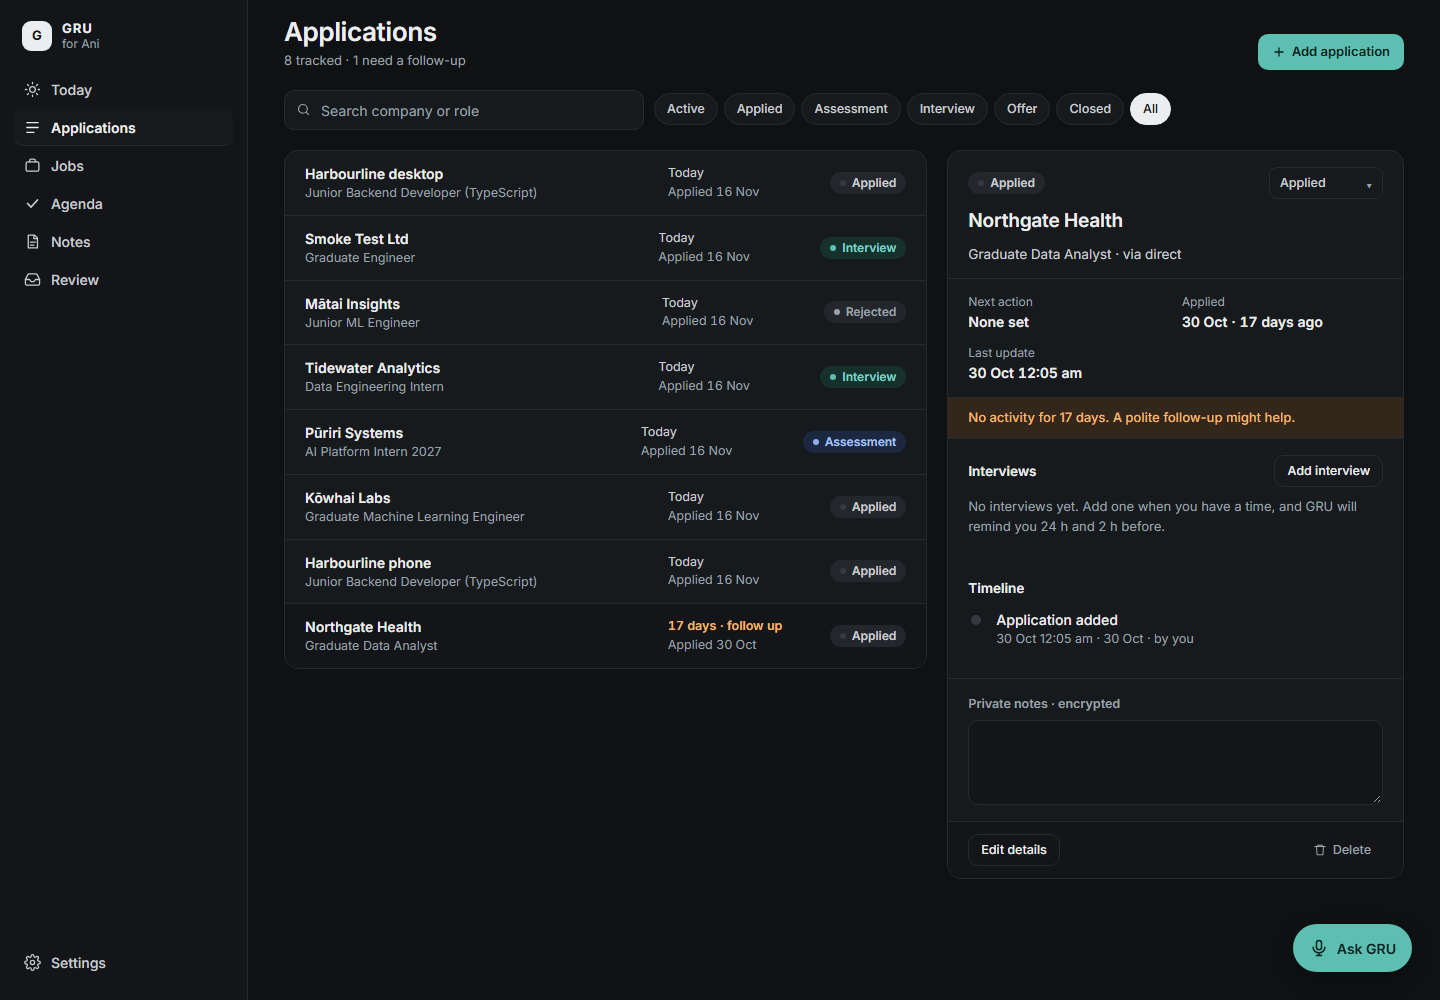 G
GRU
for Ani
Today
Applications
Jobs
Agenda
Notes
Review
Settings
Applications
8 tracked · 1 need a follow-up
+ Add application
Search company or role
Active
Applied
Assessment
Interview
Offer
Closed
All
Harbourline desktop
Junior Backend Developer (TypeScript)
Today
Applied 16 Nov
Applied
Smoke Test Ltd
Graduate Engineer
Today
Applied 16 Nov
Interview
Mātai Insights
Junior ML Engineer
Today
Applied 16 Nov
Rejected
Tidewater Analytics
Data Engineering Intern
Today
Applied 16 Nov
Interview
Pūriri Systems
AI Platform Intern 2027
Today
Applied 16 Nov
Assessment
Kōwhai Labs
Graduate Machine Learning Engineer
Today
Applied 16 Nov
Applied
Harbourline phone
Junior Backend Developer (TypeScript)
Today
Applied 16 Nov
Applied
Northgate Health
Graduate Data Analyst
17 days · follow up
Applied 30 Oct
Applied
Applied
Applied
Northgate Health
Graduate Data Analyst · via direct
Next action
None set
Applied
30 Oct · 17 days ago
Last update
30 Oct 12:05 am
No activity for 17 days. A polite follow-up might help.
Interviews
Add interview
No interviews yet. Add one when you have a time, and GRU will
remind you 24 h and 2 h before.
Timeline
Application added
30 Oct 12:05 am · 30 Oct · by you
Private notes · encrypted
Edit details
Delete
Ask GRU